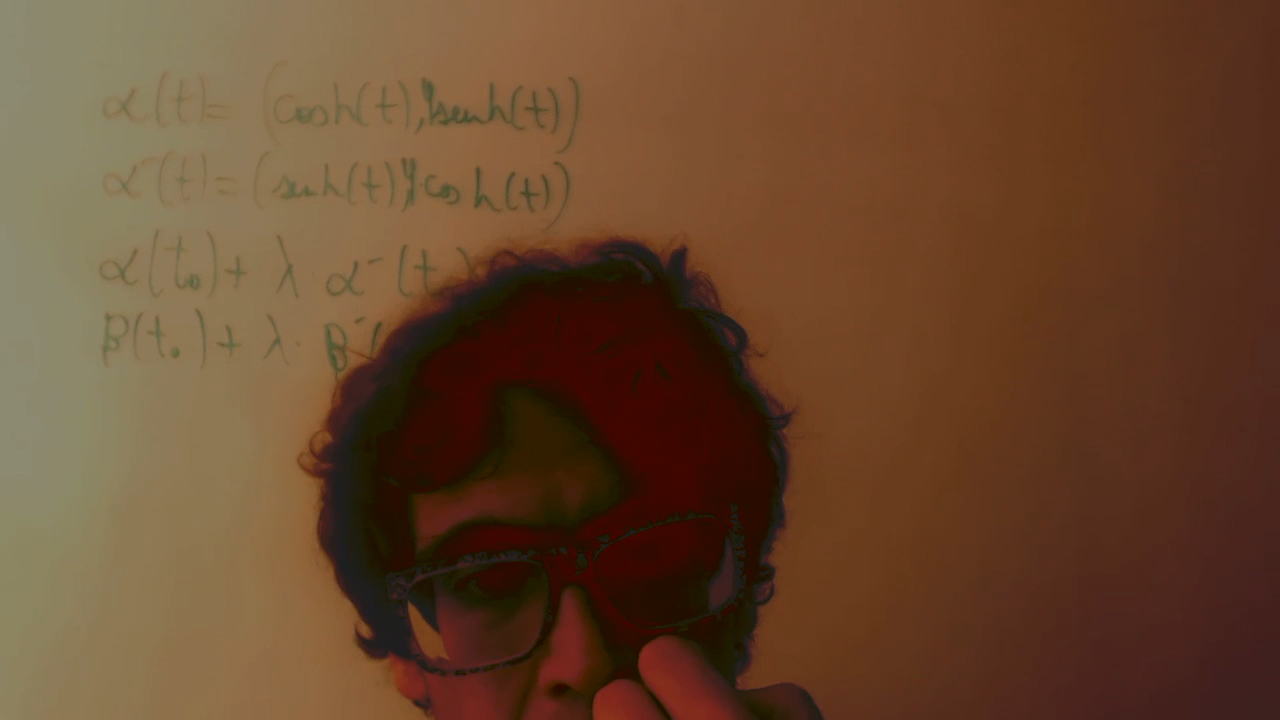 α(t)= (cosh(t), senh(t))
α-(t)= (senh(t), cosh(t))
α(t₀)+ λ α-(t
β(t₀)+ λ· β-(